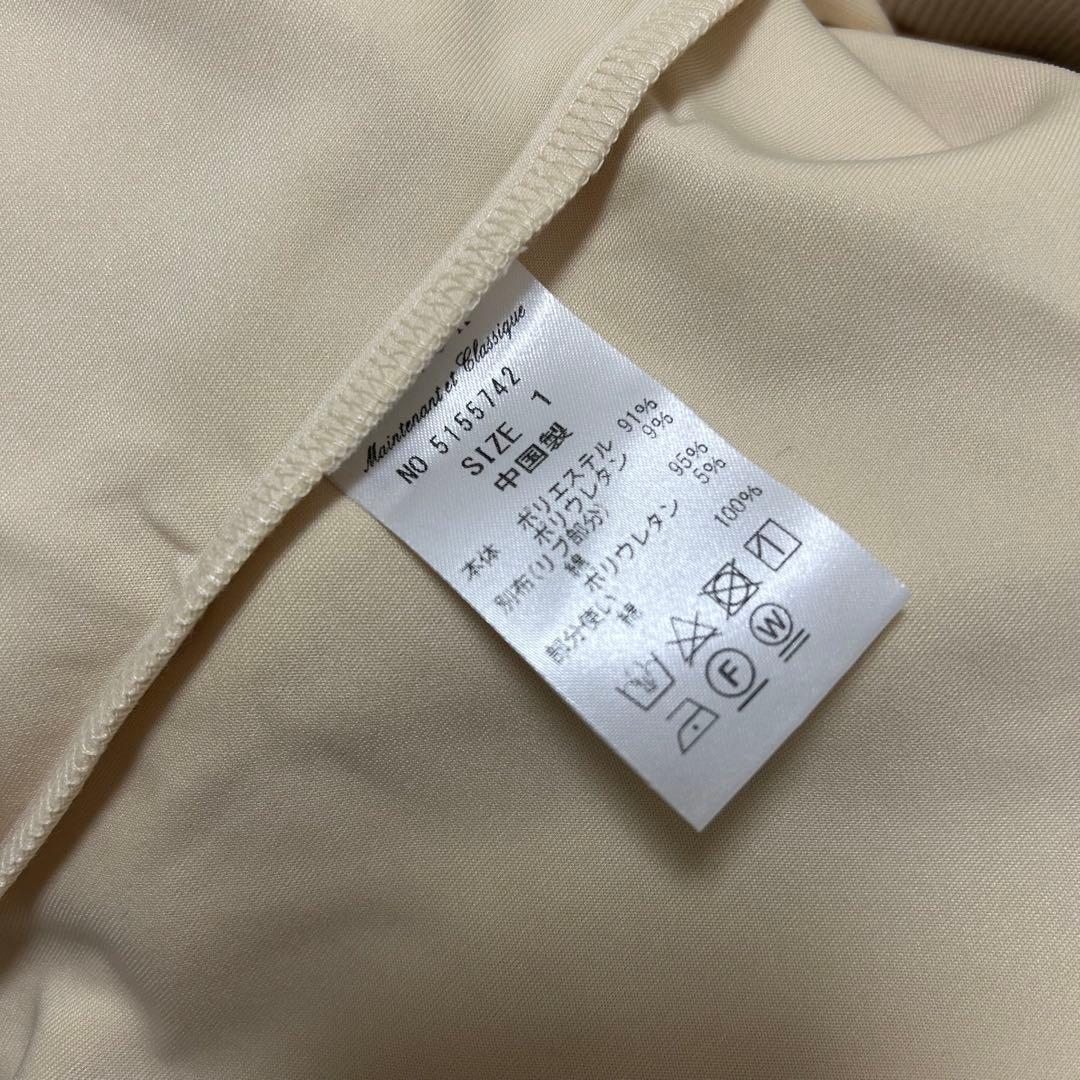 Maintenant et Classique
NO 5155742
SIZE 1
中国製
本体 ポリエステル 91%
ポリウレタン 9%
別布(リブ部分)
綿 95%
ポリウレタン 5%
部分使い
綿 100%
F
W